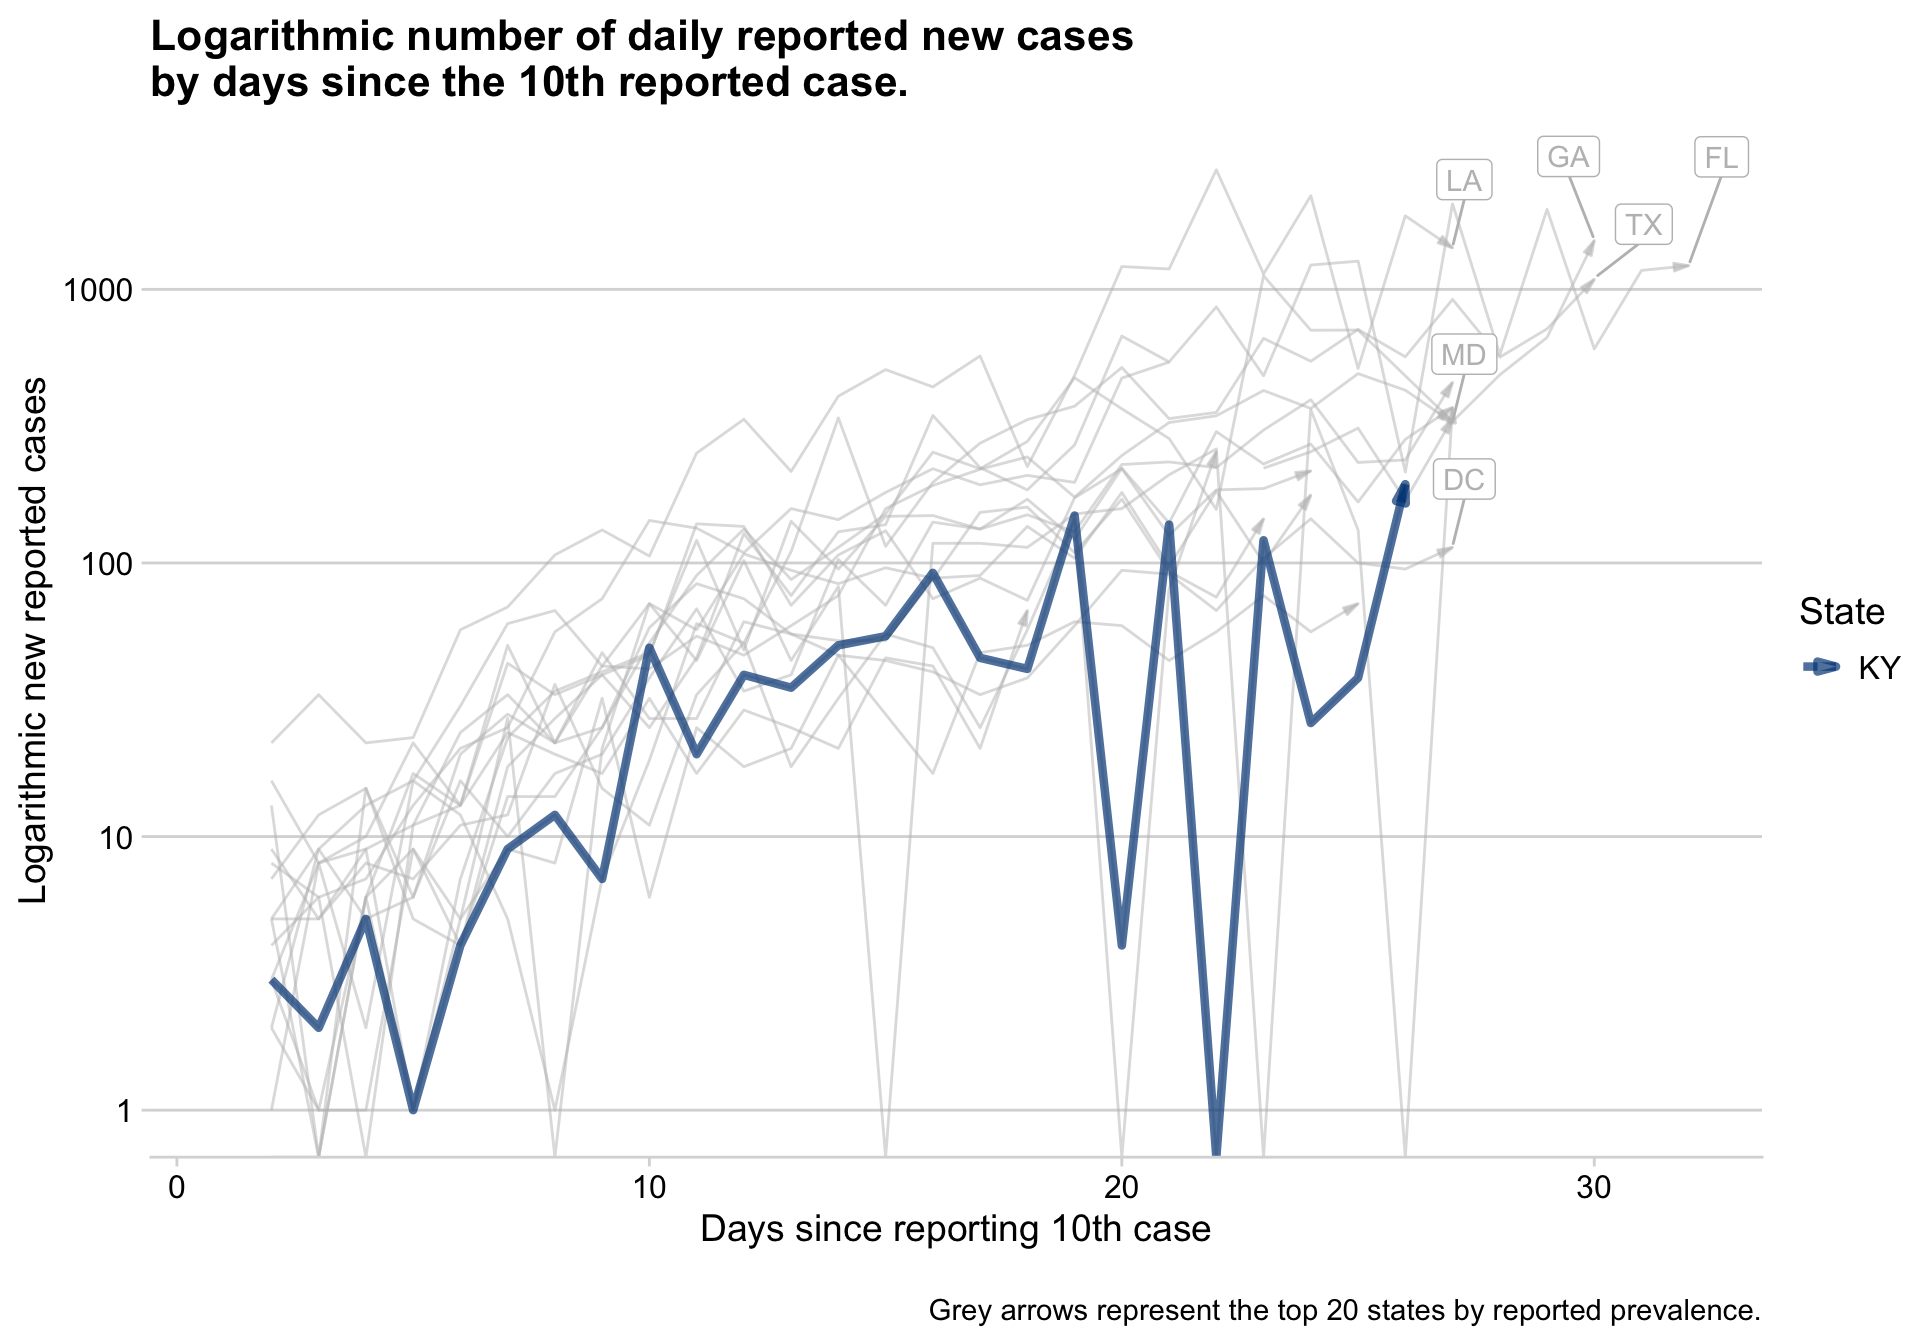 Logarithmic number of daily reported new cases
by days since the 10th reported case.
LA
GA
FL
TX
MD
DC
1000
100
10
1
Logarithmic new reported cases
0
10
20
30
Days since reporting 10th case
State
KY
Grey arrows represent the top 20 states by reported prevalence.